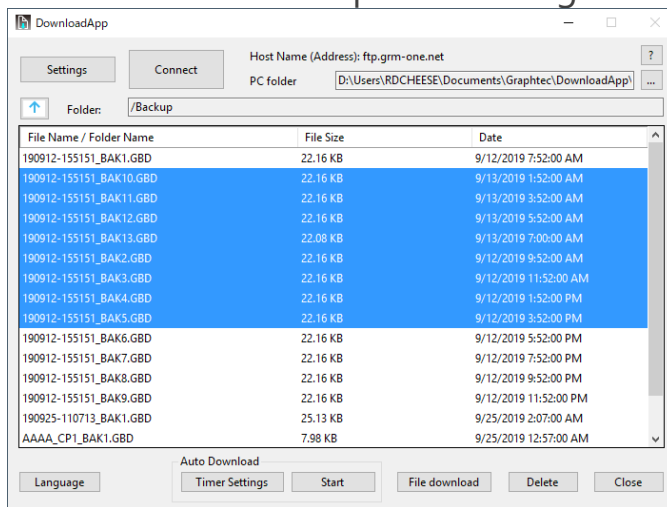 DownloadApp
Settings
Connect
Host Name (Address): ftp.grm-one.net
?
PC folder
D:\Users\RDCHEESE\Documents\Graphtec\DownloadApp\
...
Folder: /Backup
File Name / Folder Name File Size Date
190912-155151_BAK1.GBD 22.16 KB 9/12/2019 7:52:00 AM
190912-155151_BAK10.GBD 22.16 KB 9/13/2019 1:52:00 AM
190912-155151_BAK11.GBD 22.16 KB 9/13/2019 3:52:00 AM
190912-155151_BAK12.GBD 22.16 KB 9/13/2019 5:52:00 AM
190912-155151_BAK13.GBD 22.08 KB 9/13/2019 7:00:00 AM
190912-155151_BAK2.GBD 22.16 KB 9/12/2019 9:52:00 AM
190912-155151_BAK3.GBD 22.16 KB 9/12/2019 11:52:00 AM
190912-155151_BAK4.GBD 22.16 KB 9/12/2019 1:52:00 PM
190912-155151_BAK5.GBD 22.16 KB 9/12/2019 3:52:00 PM
190912-155151_BAK6.GBD 22.16 KB 9/12/2019 5:52:00 PM
190912-155151_BAK7.GBD 22.16 KB 9/12/2019 7:52:00 PM
190912-155151_BAK8.GBD 22.16 KB 9/12/2019 9:52:00 PM
190912-155151_BAK9.GBD 22.16 KB 9/12/2019 11:52:00 PM
190925-110713_BAK1.GBD 25.13 KB 9/25/2019 2:07:00 AM
AAAA_CP1_BAK1.GBD 7.98 KB 9/25/2019 12:57:00 AM
Auto Download
Language Timer Settings Start File download Delete Close